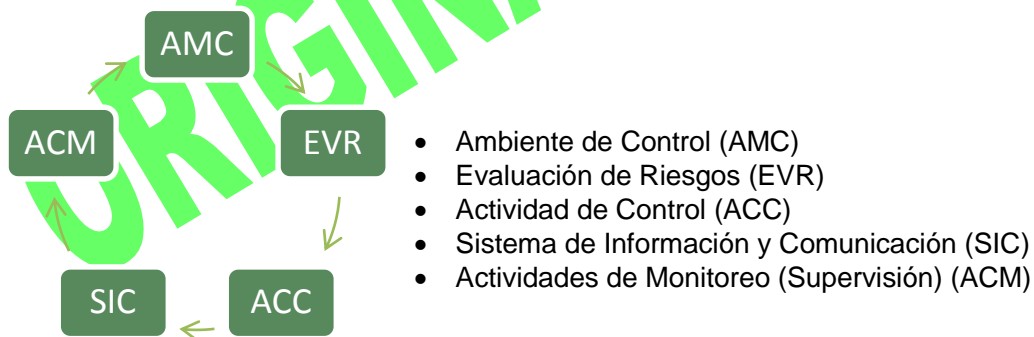 AMC
ACM
EVR
SIC
ACC
• Ambiente de Control (AMC)
• Evaluación de Riesgos (EVR)
• Actividad de Control (ACC)
• Sistema de Información y Comunicación (SIC)
• Actividades de Monitoreo (Supervisión) (ACM)